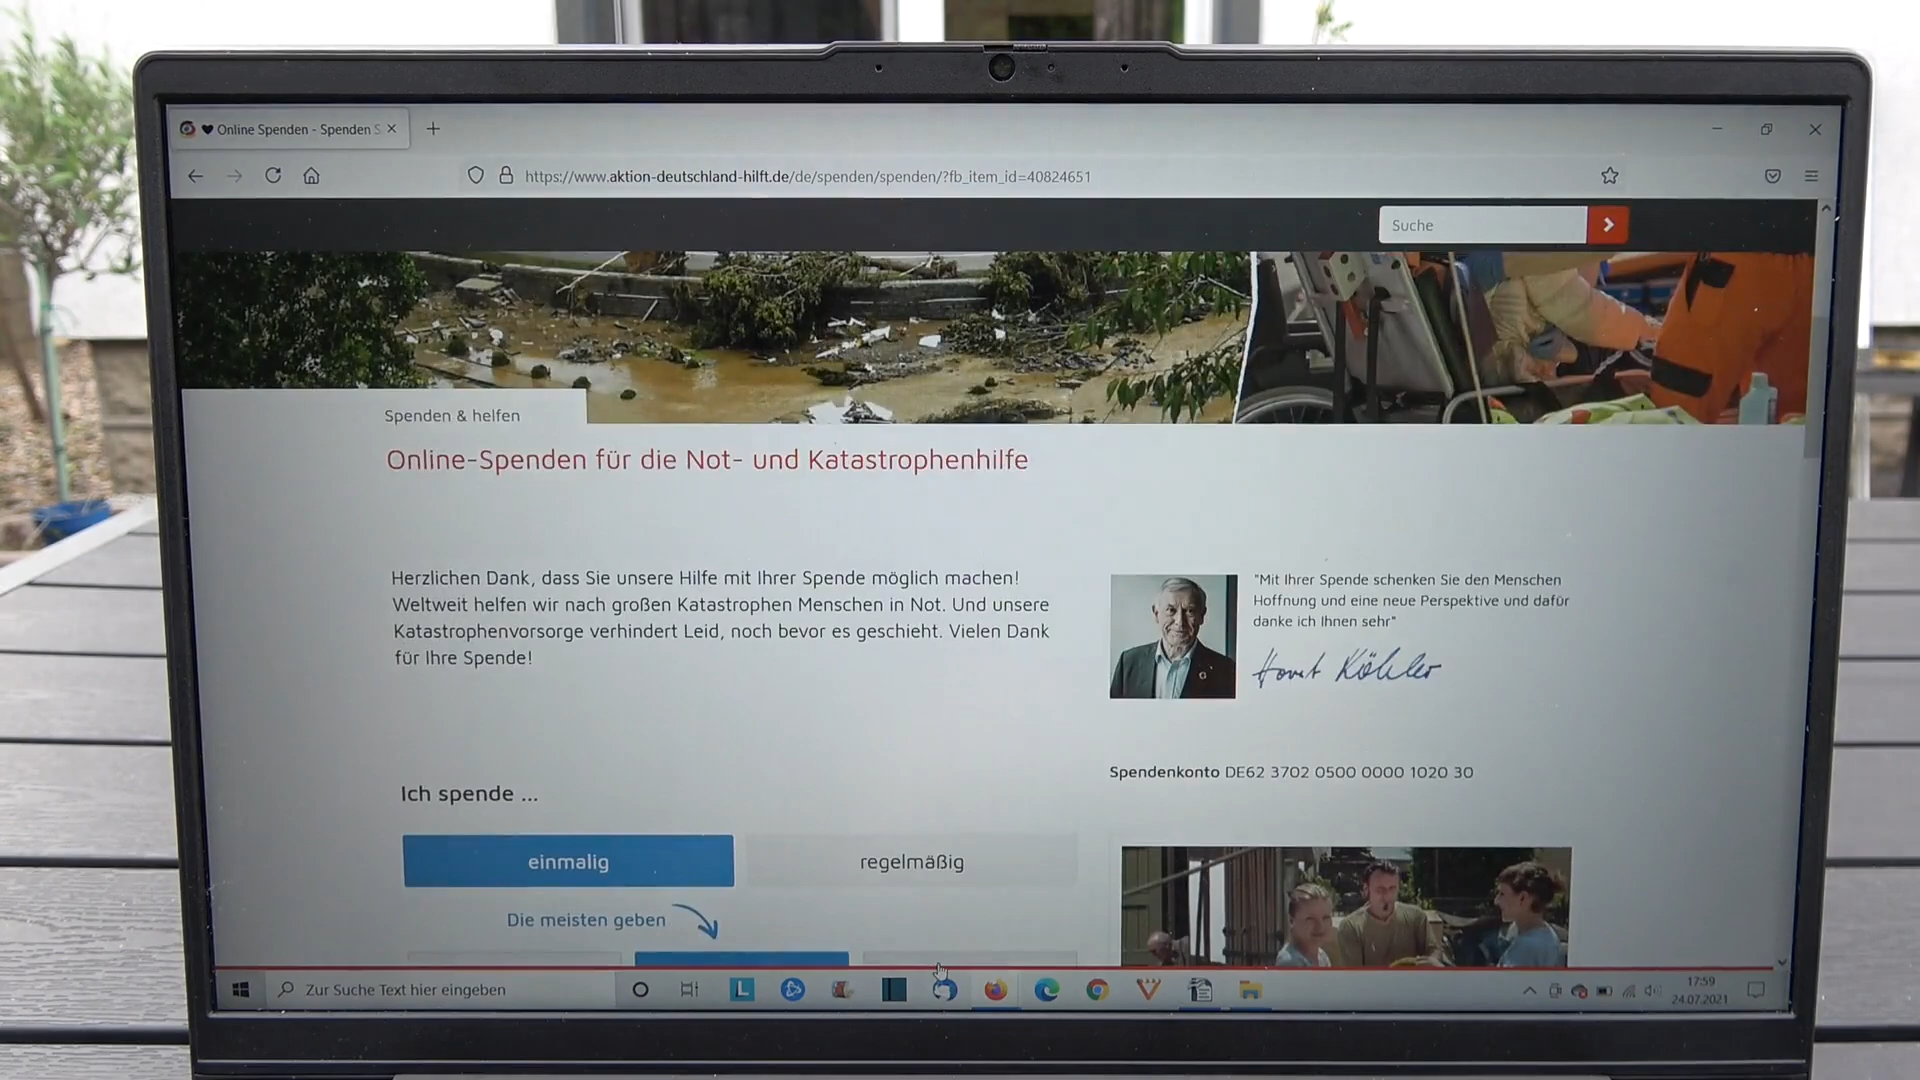 Online Spenden - Spenden S
https://www.aktion-deutschland-hilft.de/de/spenden/spenden/?fb_item_id=40824651
Suche
Spenden & helfen
Online-Spenden für die Not- und Katastrophenhilfe
Herzlichen Dank, dass Sie unsere Hilfe mit Ihrer Spende möglich machen!
Weltweit helfen wir nach großen Katastrophen Menschen in Not. Und unsere
Katastrophenvorsorge verhindert Leid, noch bevor es geschieht. Vielen Dank
für Ihre Spende!
"Mit Ihrer Spende schenken Sie den Menschen
Hoffnung und eine neue Perspektive und dafür
danke ich Ihnen sehr"
Horst Köhler
Spendenkonto DE62 3702 0500 0000 1020 30
Ich spende ...
einmalig
regelmäßig
Die meisten geben
Zur Suche Text hier eingeben
L
17:59
24.07.2021